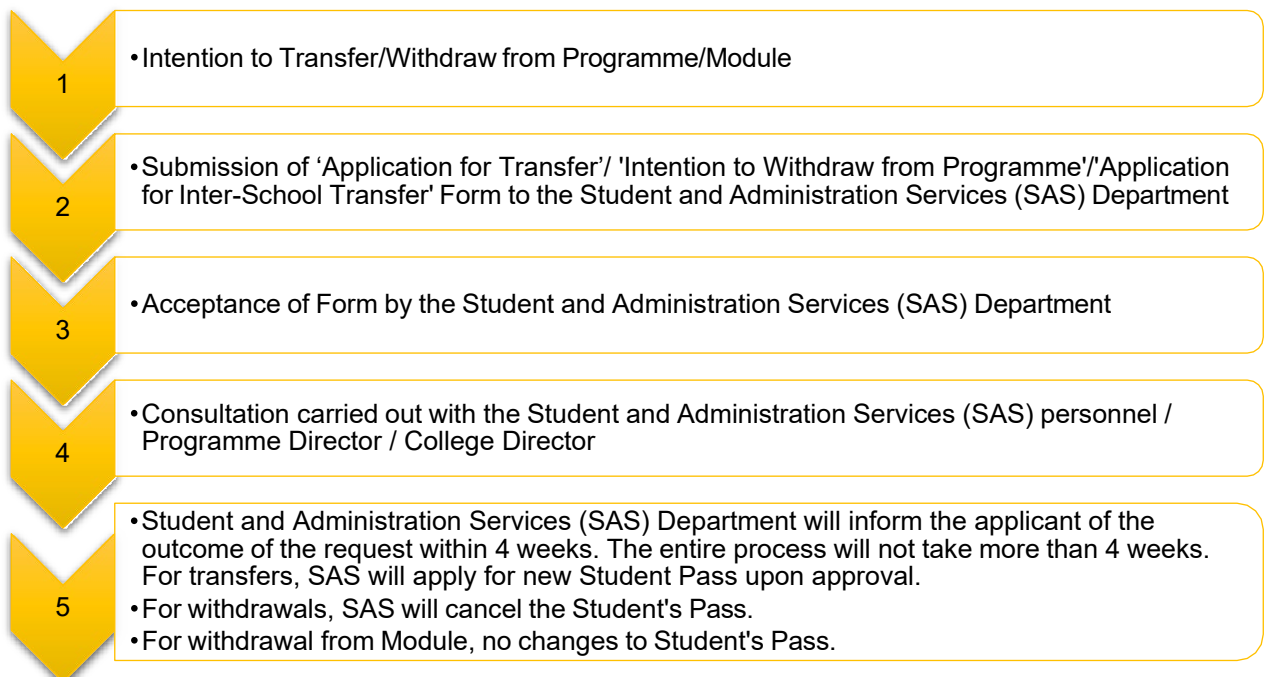 1
•Intention to Transfer/Withdraw from Programme/Module
2
•Submission of ‘Application for Transfer’/ 'Intention to Withdraw from Programme'/'Application
for Inter-School Transfer' Form to the Student and Administration Services (SAS) Department
3
•Acceptance of Form by the Student and Administration Services (SAS) Department
4
•Consultation carried out with the Student and Administration Services (SAS) personnel /
Programme Director / College Director
5
•Student and Administration Services (SAS) Department will inform the applicant of the
outcome of the request within 4 weeks. The entire process will not take more than 4 weeks.
For transfers, SAS will apply for new Student Pass upon approval.
•For withdrawals, SAS will cancel the Student's Pass.
•For withdrawal from Module, no changes to Student's Pass.